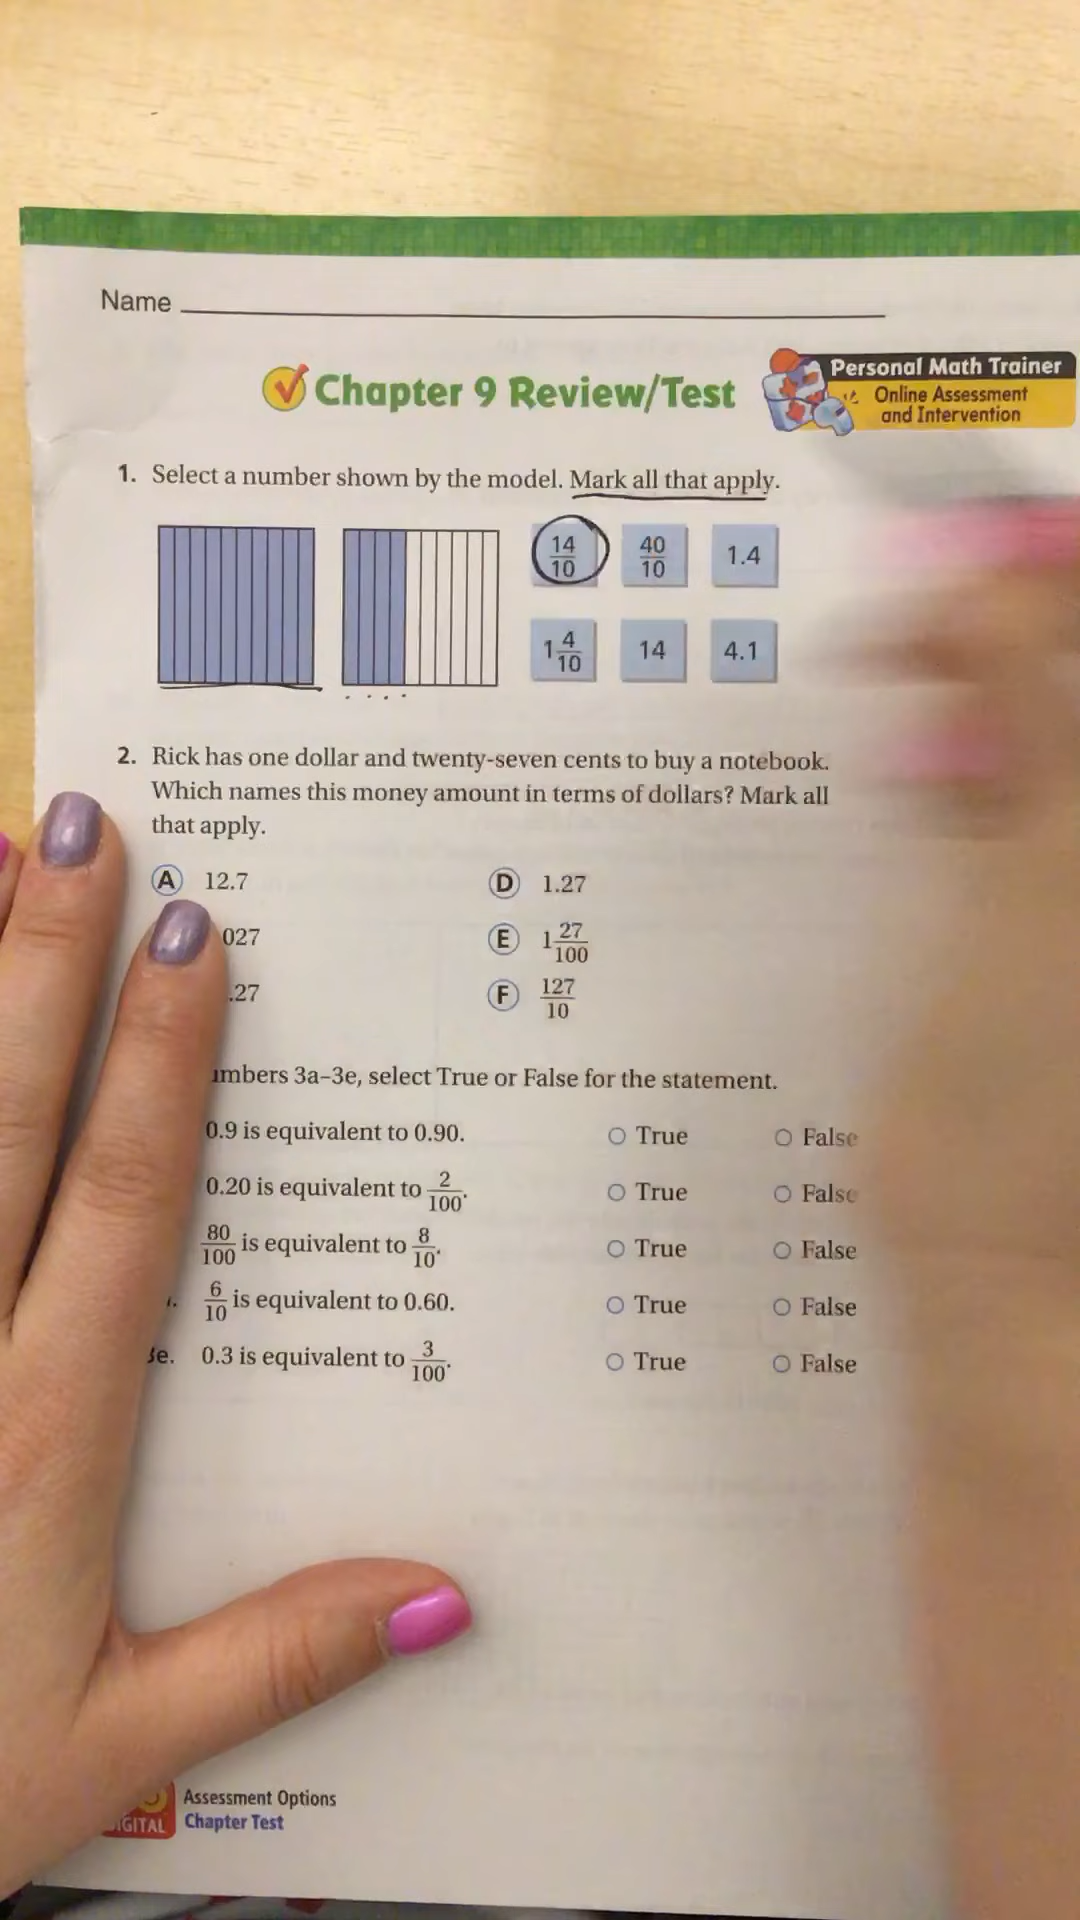 Name
Chapter 9 Review/Test
Personal Math Trainer
Online Assessment
and Intervention
1. Select a number shown by the model. Mark all that apply.
14/10 40/10 1.4
1 4/10 14 4.1
2. Rick has one dollar and twenty-seven cents to buy a notebook.
Which names this money amount in terms of dollars? Mark all
that apply.
A 12.7 D 1.27
027 E 1 27/100
.27 F 127/10
3a–3e, select True or False for the statement.
0.9 is equivalent to 0.90. True False
0.20 is equivalent to 2/100. True False
80/100 is equivalent to 8/10. True False
6/10 is equivalent to 0.60. True False
0.3 is equivalent to 3/100. True False
Assessment Options
Chapter Test